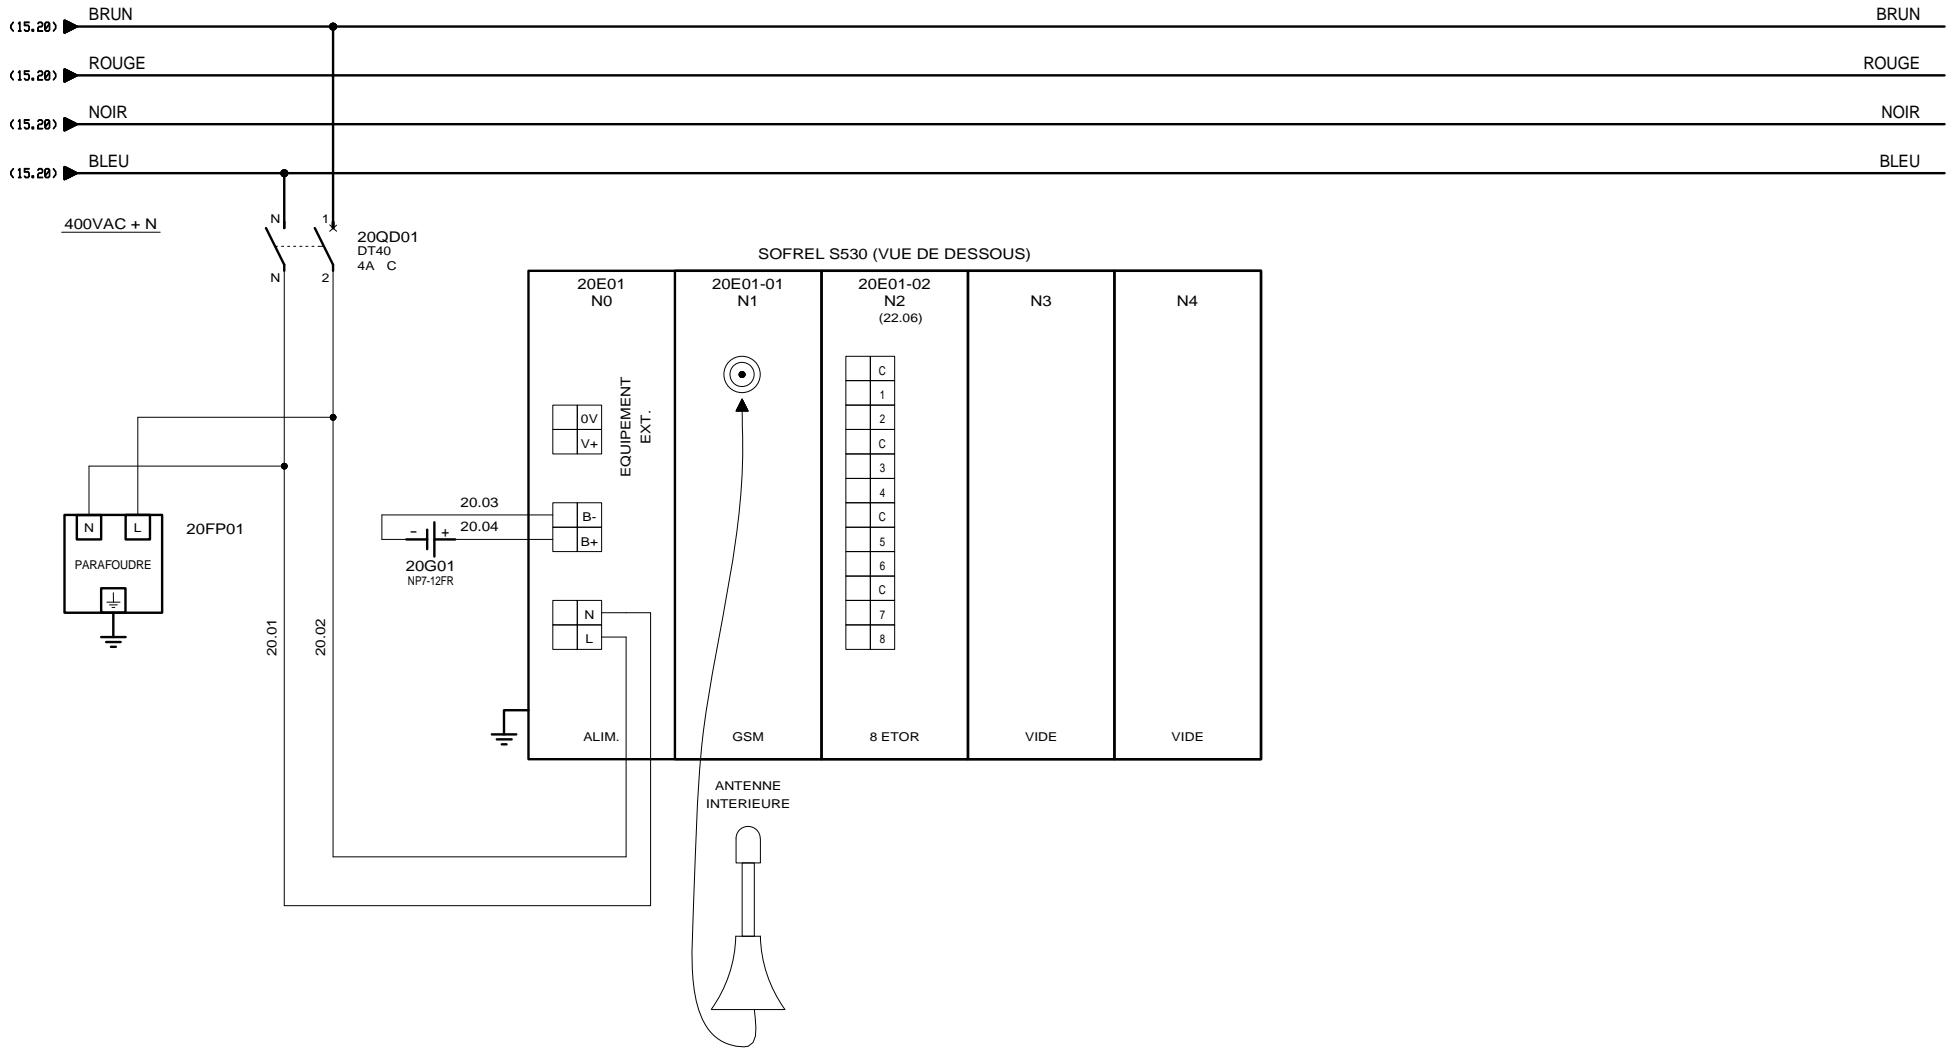 (15.20) BRUN BRUN
(15.20) ROUGE ROUGE
(15.20) NOIR NOIR
(15.20) BLEU BLEU
400VAC + N
N 1
20QD01
DT40
4A C
N 2
SOFREL S530 (VUE DE DESSOUS)
20E01
N0
20E01-01
N1
20E01-02
N2
(22.06)
N3
N4
EQUIPEMENT
EXT.
0V
V+
C
1
2
C
3
4
C
5
6
C
7
8
20.03
20.04
B-
B+
- +
20G01
NP7-12FR
N L
PARAFOUDRE
20FP01
20.01
20.02
N
L
ALIM.
GSM
8 ETOR
VIDE
VIDE
ANTENNE
INTERIEURE